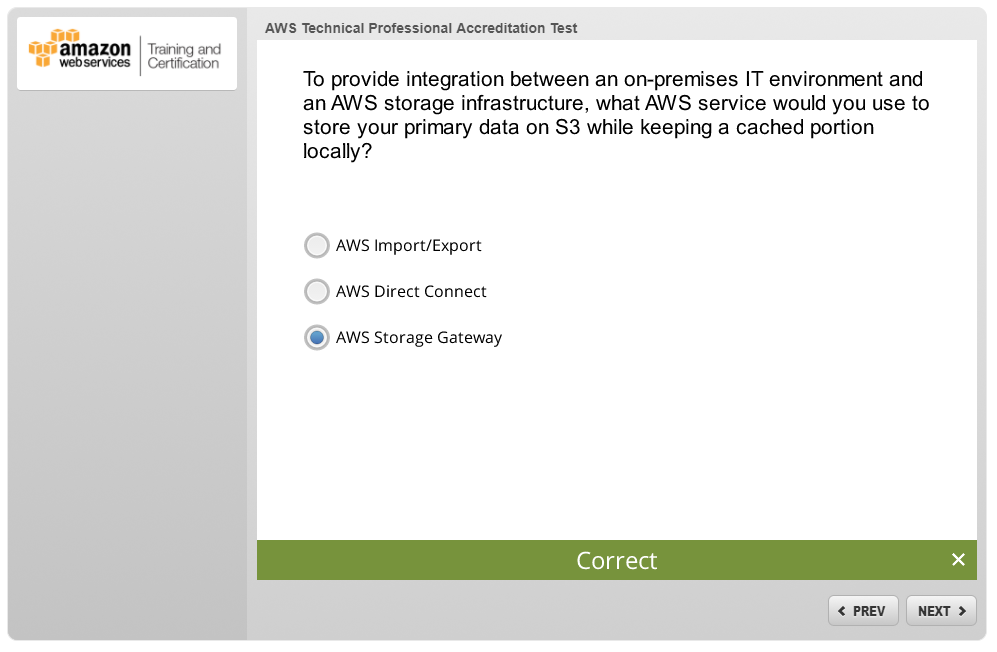 amazon
webservices
Training and
Certification
AWS Technical Professional Accreditation Test
To provide integration between an on-premises IT environment and
an AWS storage infrastructure, what AWS service would you use to
store your primary data on S3 while keeping a cached portion
locally?
AWS Import/Export
AWS Direct Connect
AWS Storage Gateway
Correct
PREV
NEXT